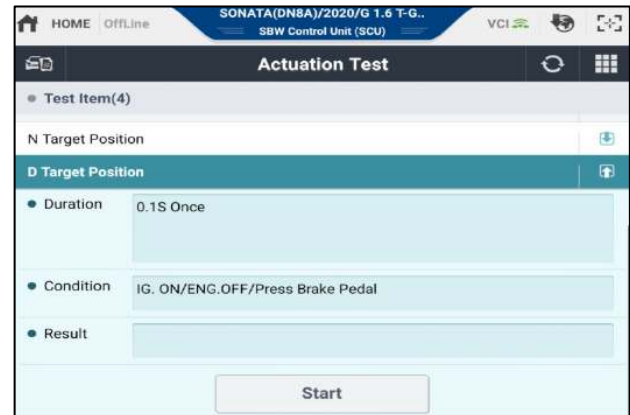 HOME OffLine
SONATA(DN8A)/2020/G 1.6 T-G..
SBW Control Unit (SCU)
VCI
Actuation Test
Test Item(4)
N Target Position
D Target Position
Duration
0.1S Once
Condition
IG. ON/ENG.OFF/Press Brake Pedal
Result
Start